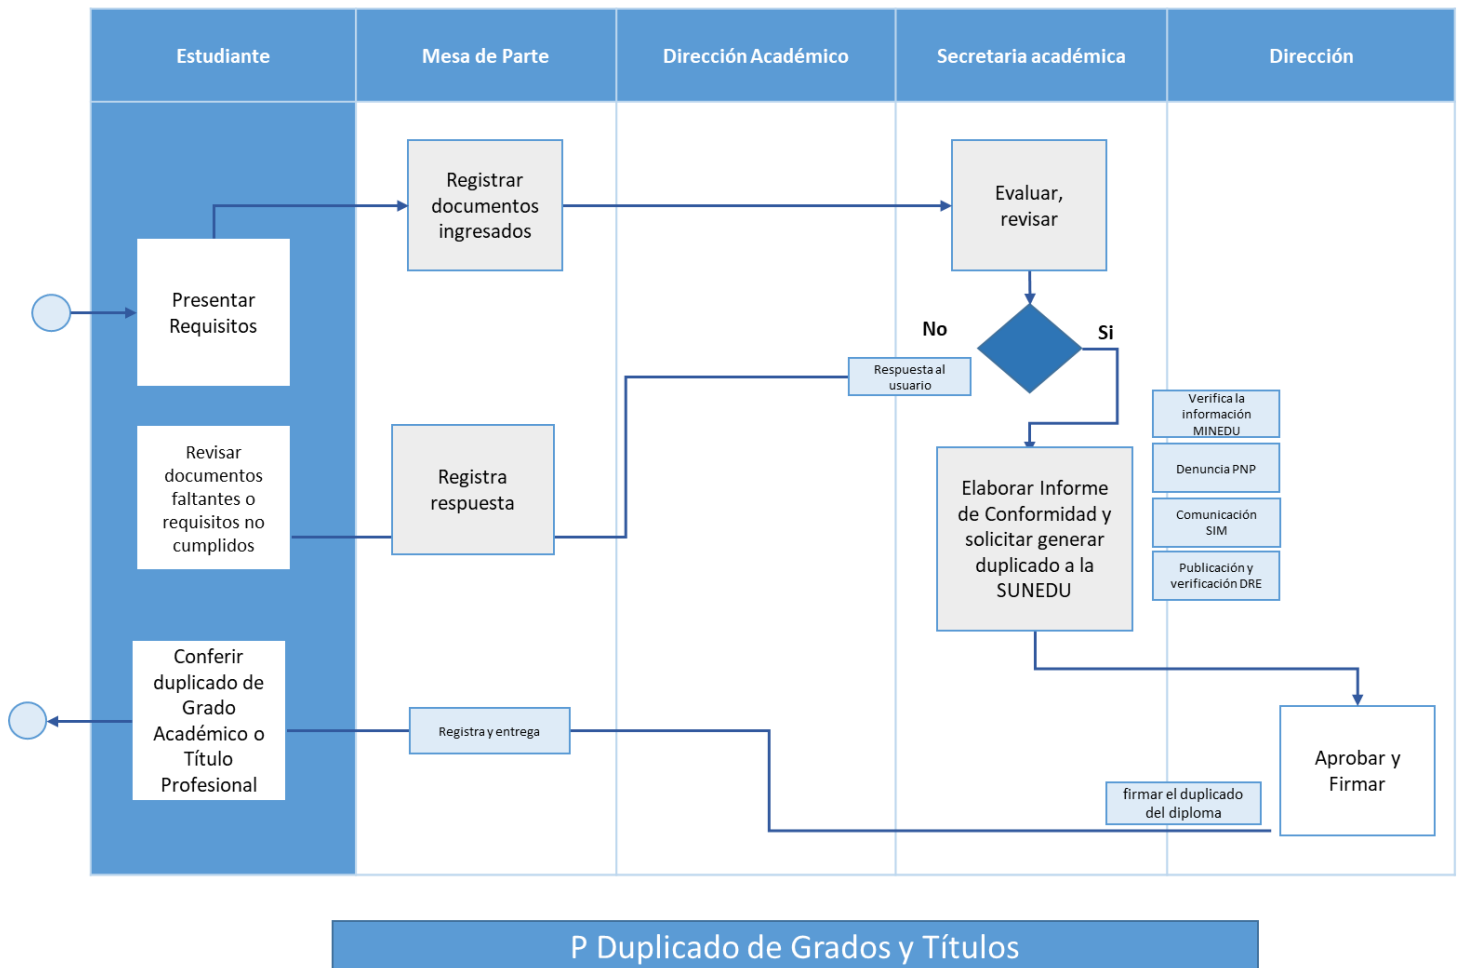 Estudiante
Mesa de Parte
Dirección Académico
Secretaria académica
Dirección
Registrar
documentos
ingresados
Evaluar,
revisar
Presentar
Requisitos
No
Si
Respuesta al
usuario
Verifica la
información
MINEDU
Denuncia PNP
Comunicación
SIM
Publicación y
verificación DRE
Revisar
documentos
faltantes o
requisitos no
cumplidos
Registra
respuesta
Elaborar Informe
de Conformidad y
solicitar generar
duplicado a la
SUNEDU
Conferir
duplicado de
Grado
Académico o
Título
Profesional
Registra y entrega
firmar el duplicado
del diploma
Aprobar y
Firmar
P Duplicado de Grados y Títulos